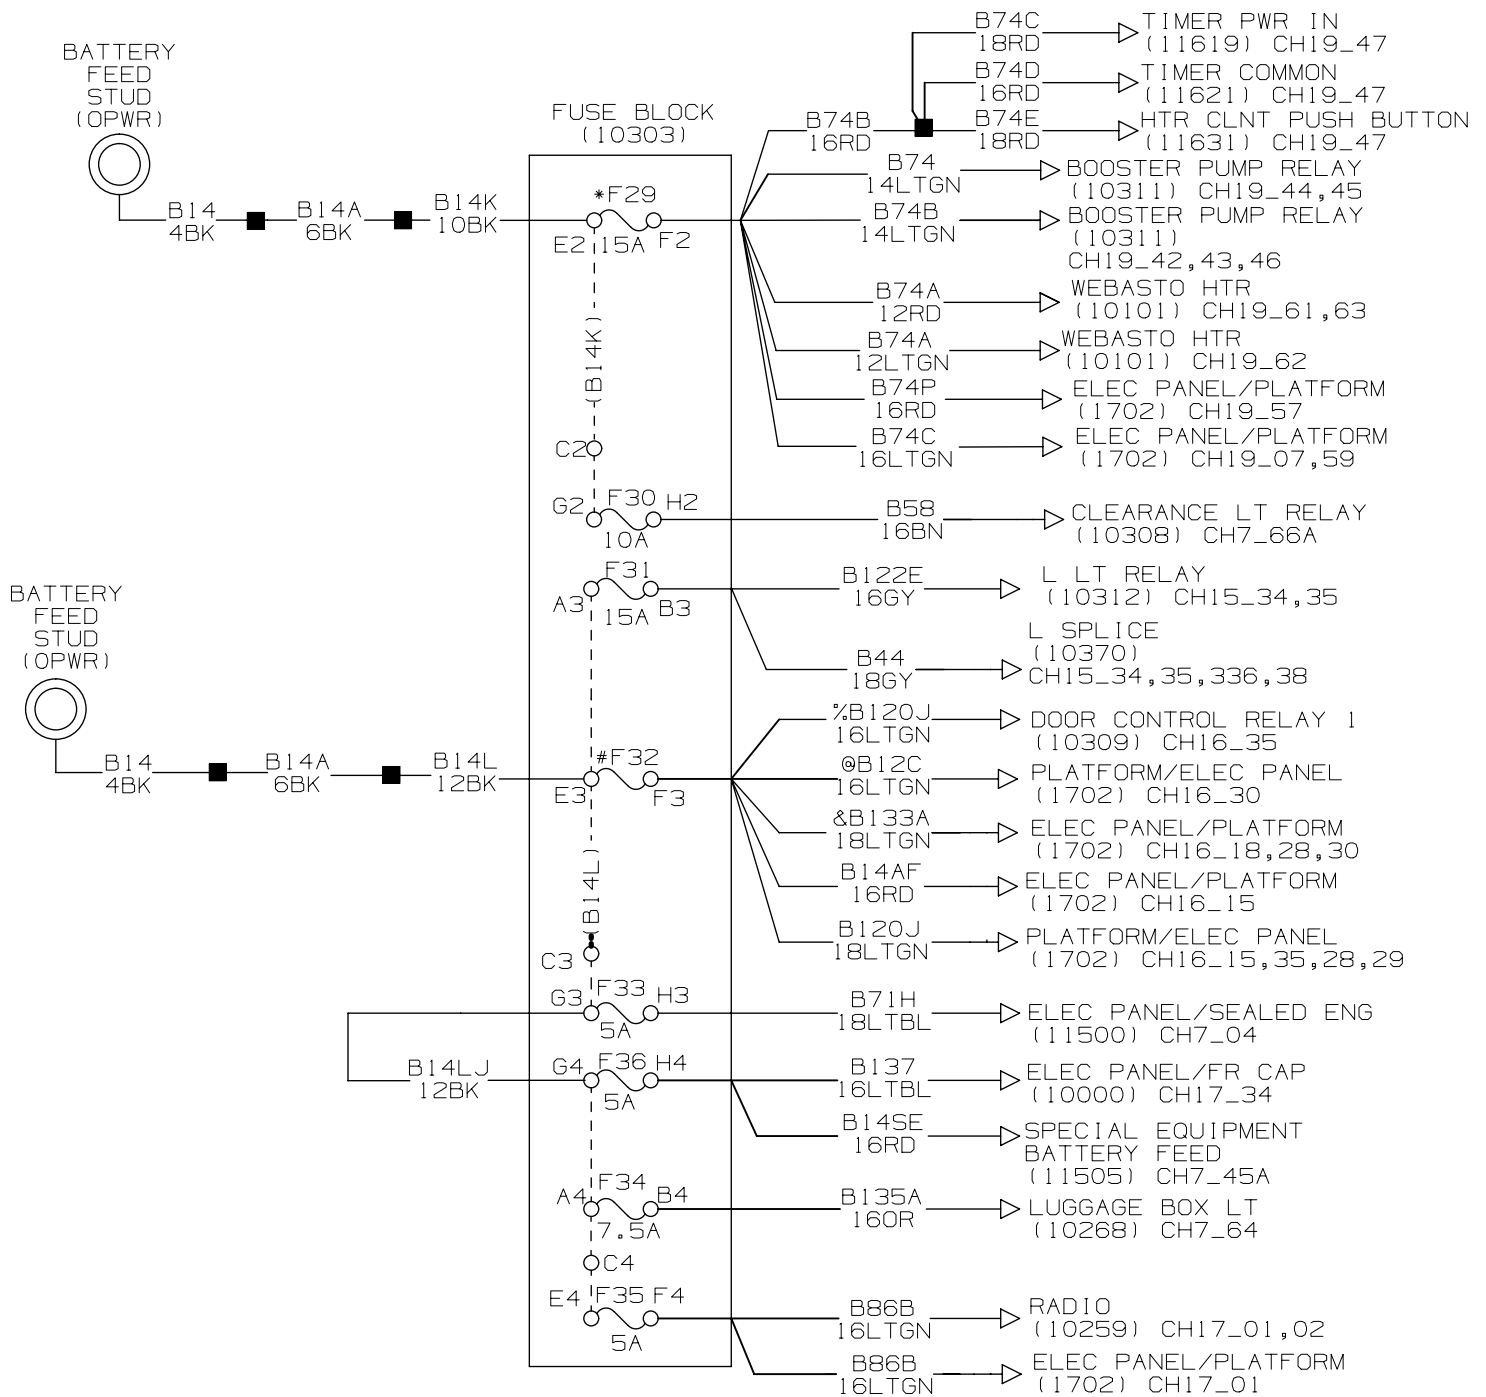 BATTERY
FEED
STUD
(OPWR)
B14
4BK
B14A
6BK
B14K
10BK
FUSE BLOCK
(10303)
*F29
E2
15A
F2
(B14K)
C2
F30
G2
H2
10A
B74C
18RD
TIMER PWR IN
(11619) CH19_47
B74D
16RD
TIMER COMMON
(11621) CH19_47
B74B
16RD
B74E
18RD
HTR CLNT PUSH BUTTON
(11631) CH19_47
B74
14LTGN
BOOSTER PUMP RELAY
(10311) CH19_44,45
B74B
14LTGN
BOOSTER PUMP RELAY
(10311)
CH19_42,43,46
B74A
12RD
WEBASTO HTR
(10101) CH19_61,63
B74A
12LTGN
WEBASTO HTR
(10101) CH19_62
B74P
16RD
ELEC PANEL/PLATFORM
(1702) CH19_57
B74C
16LTGN
ELEC PANEL/PLATFORM
(1702) CH19_07,59
B58
16BN
CLEARANCE LT RELAY
(10308) CH7_66A
BATTERY
FEED
STUD
(OPWR)
B14
4BK
B14A
6BK
B14L
12BK
F31
A3
15A
B3
B122E
16GY
L LT RELAY
(10312) CH15_34,35
B44
18GY
L SPLICE
(10370)
CH15_34,35,336,38
#F32
E3
F3
(B14L)
C3
%B120J
16LTGN
DOOR CONTROL RELAY 1
(10309) CH16_35
@B12C
16LTGN
PLATFORM/ELEC PANEL
(1702) CH16_30
&B133A
18LTGN
ELEC PANEL/PLATFORM
(1702) CH16_18,28,30
B14AF
16RD
ELEC PANEL/PLATFORM
(1702) CH16_15
B120J
18LTGN
PLATFORM/ELEC PANEL
(1702) CH16_15,35,28,29
G3
F33
H3
5A
B71H
18LTBL
ELEC PANEL/SEALED ENG
(11500) CH7_04
B14LJ
12BK
G4
F36
H4
5A
B137
16LTBL
ELEC PANEL/FR CAP
(10000) CH17_34
B14SE
16RD
SPECIAL EQUIPMENT
BATTERY FEED
(11505) CH7_45A
A4
F34
B4
7.5A
B135A
16OR
LUGGAGE BOX LT
(10268) CH7_64
C4
E4
F35
F4
5A
B86B
16LTGN
RADIO
(10259) CH17_01,02
B86B
16LTGN
ELEC PANEL/PLATFORM
(1702) CH17_01